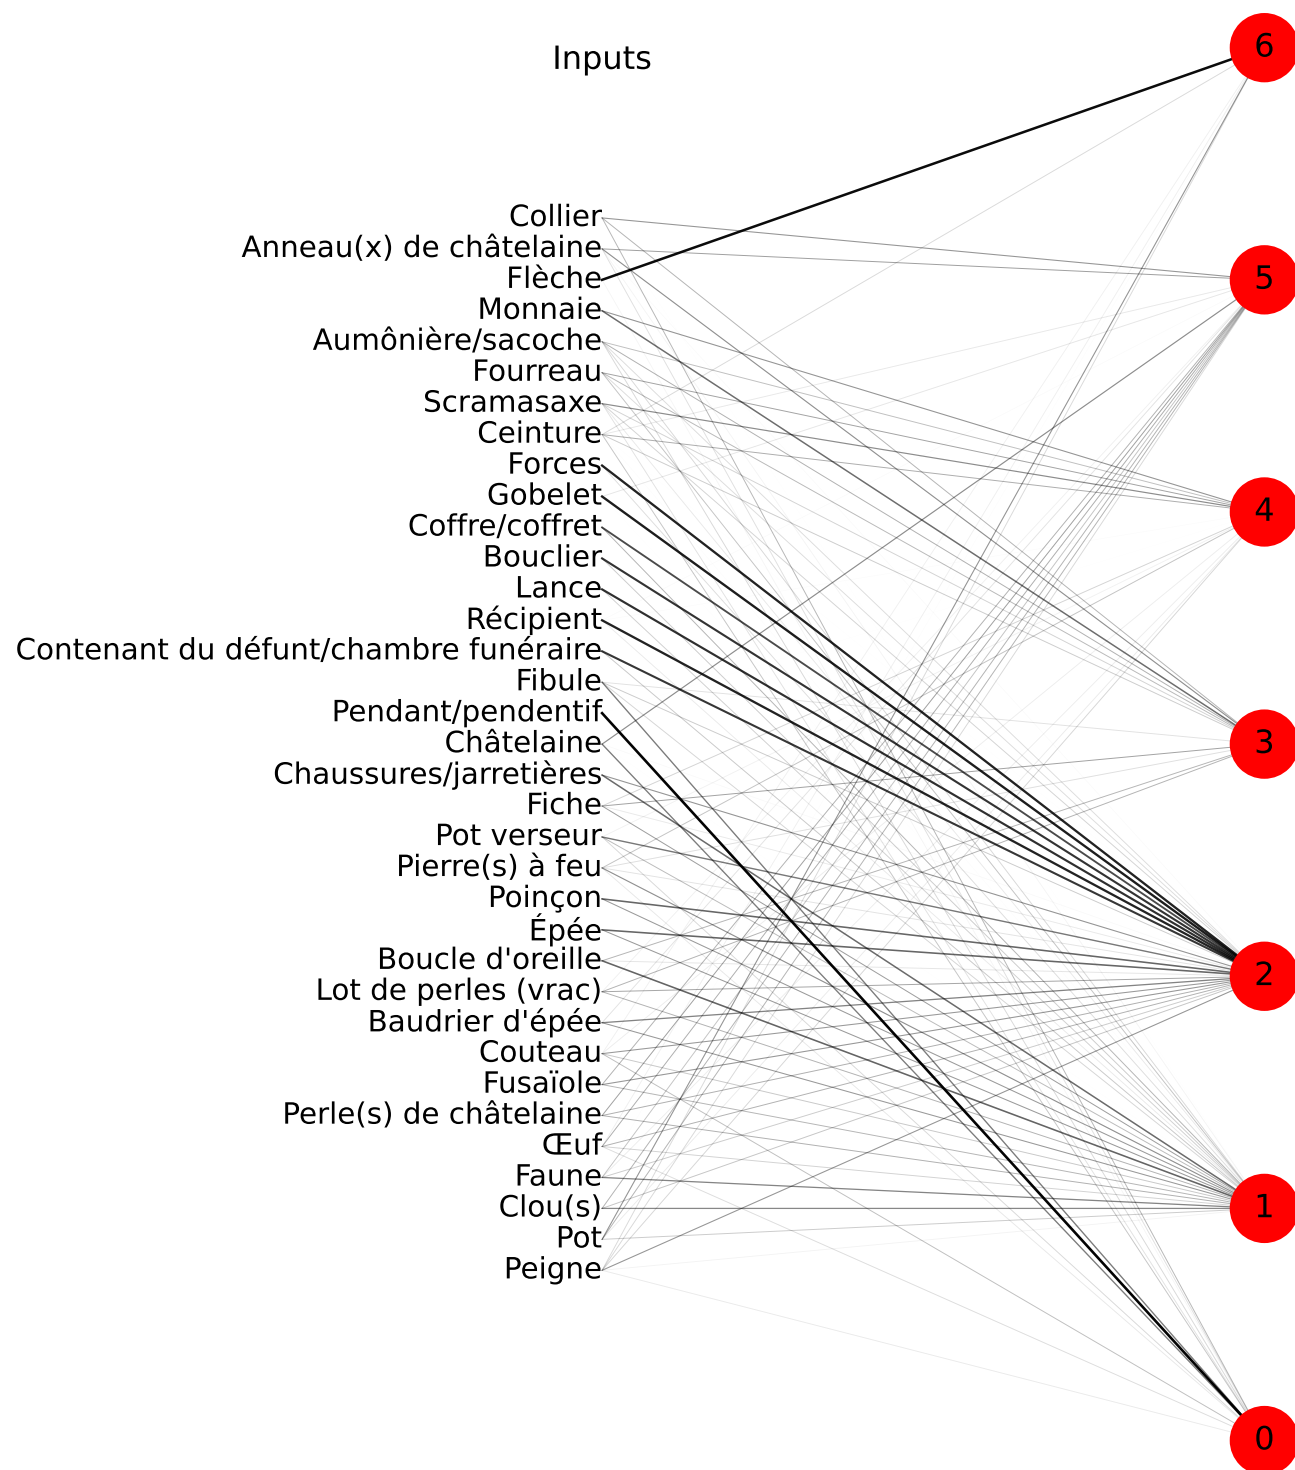 Inputs
Collier
Anneau(x) de châtelaine
Flèche
Monnaie
Aumônière/sacoche
Fourreau
Scramasaxe
Ceinture
Forces
Gobelet
Coffre/coffret
Bouclier
Lance
Récipient
Contenant du défunt/chambre funéraire
Fibule
Pendant/pendentif
Châtelaine
Chaussures/jarretières
Fiche
Pot verseur
Pierre(s) à feu
Poinçon
Épée
Boucle d'oreille
Lot de perles (vrac)
Baudrier d'épée
Couteau
Fusaïole
Perle(s) de châtelaine
Œuf
Faune
Clou(s)
Pot
Peigne
6
5
4
3
2
1
0